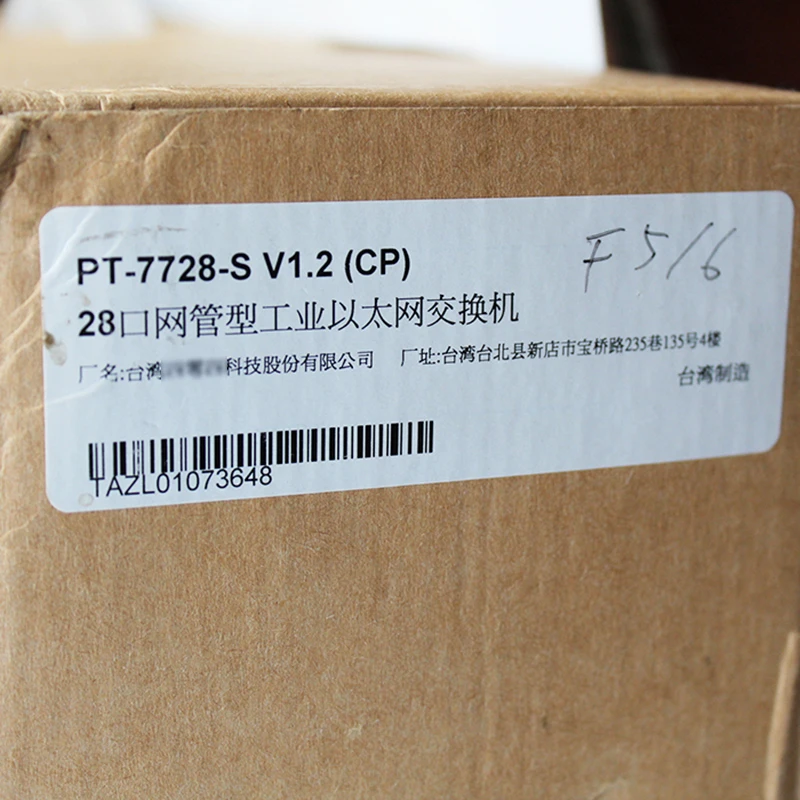 PT-7728-S V1.2 (CP)
F5/6
28口网管型工业以太网交换机
厂名:台湾科技股份有限公司 厂址:台湾台北县新店市宝桥路235巷135号4楼
台湾制造
TAZL01073648